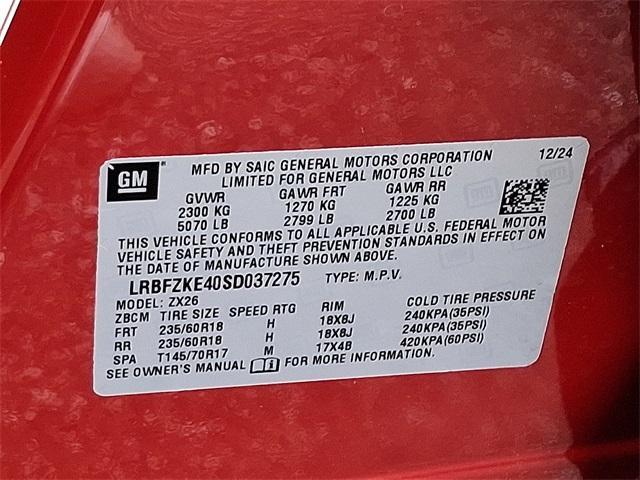 GM
MFD BY SAIC GENERAL MOTORS CORPORATION 12/24
LIMITED FOR GENERAL MOTORS LLC
GVWR GAWR FRT GAWR RR
2300 KG 1270 KG 1225 KG
5070 LB 2799 LB 2700 LB
THIS VEHICLE CONFORMS TO ALL APPLICABLE U.S. FEDERAL MOTOR
VEHICLE SAFETY AND THEFT PREVENTION STANDARDS IN EFFECT ON
THE DATE OF MANUFACTURE SHOWN ABOVE.
LRBFZKE40SD037275 TYPE: M.P.V.
MODEL: ZX26
ZBCM TIRE SIZE SPEED RTG RIM COLD TIRE PRESSURE
FRT 235/60R18 H 18X8J 240KPA(35PSI)
RR 235/60R18 H 18X8J 240KPA(35PSI)
SPA T145/70R17 M 17X4B 420KPA(60PSI)
SEE OWNER'S MANUAL FOR MORE INFORMATION.